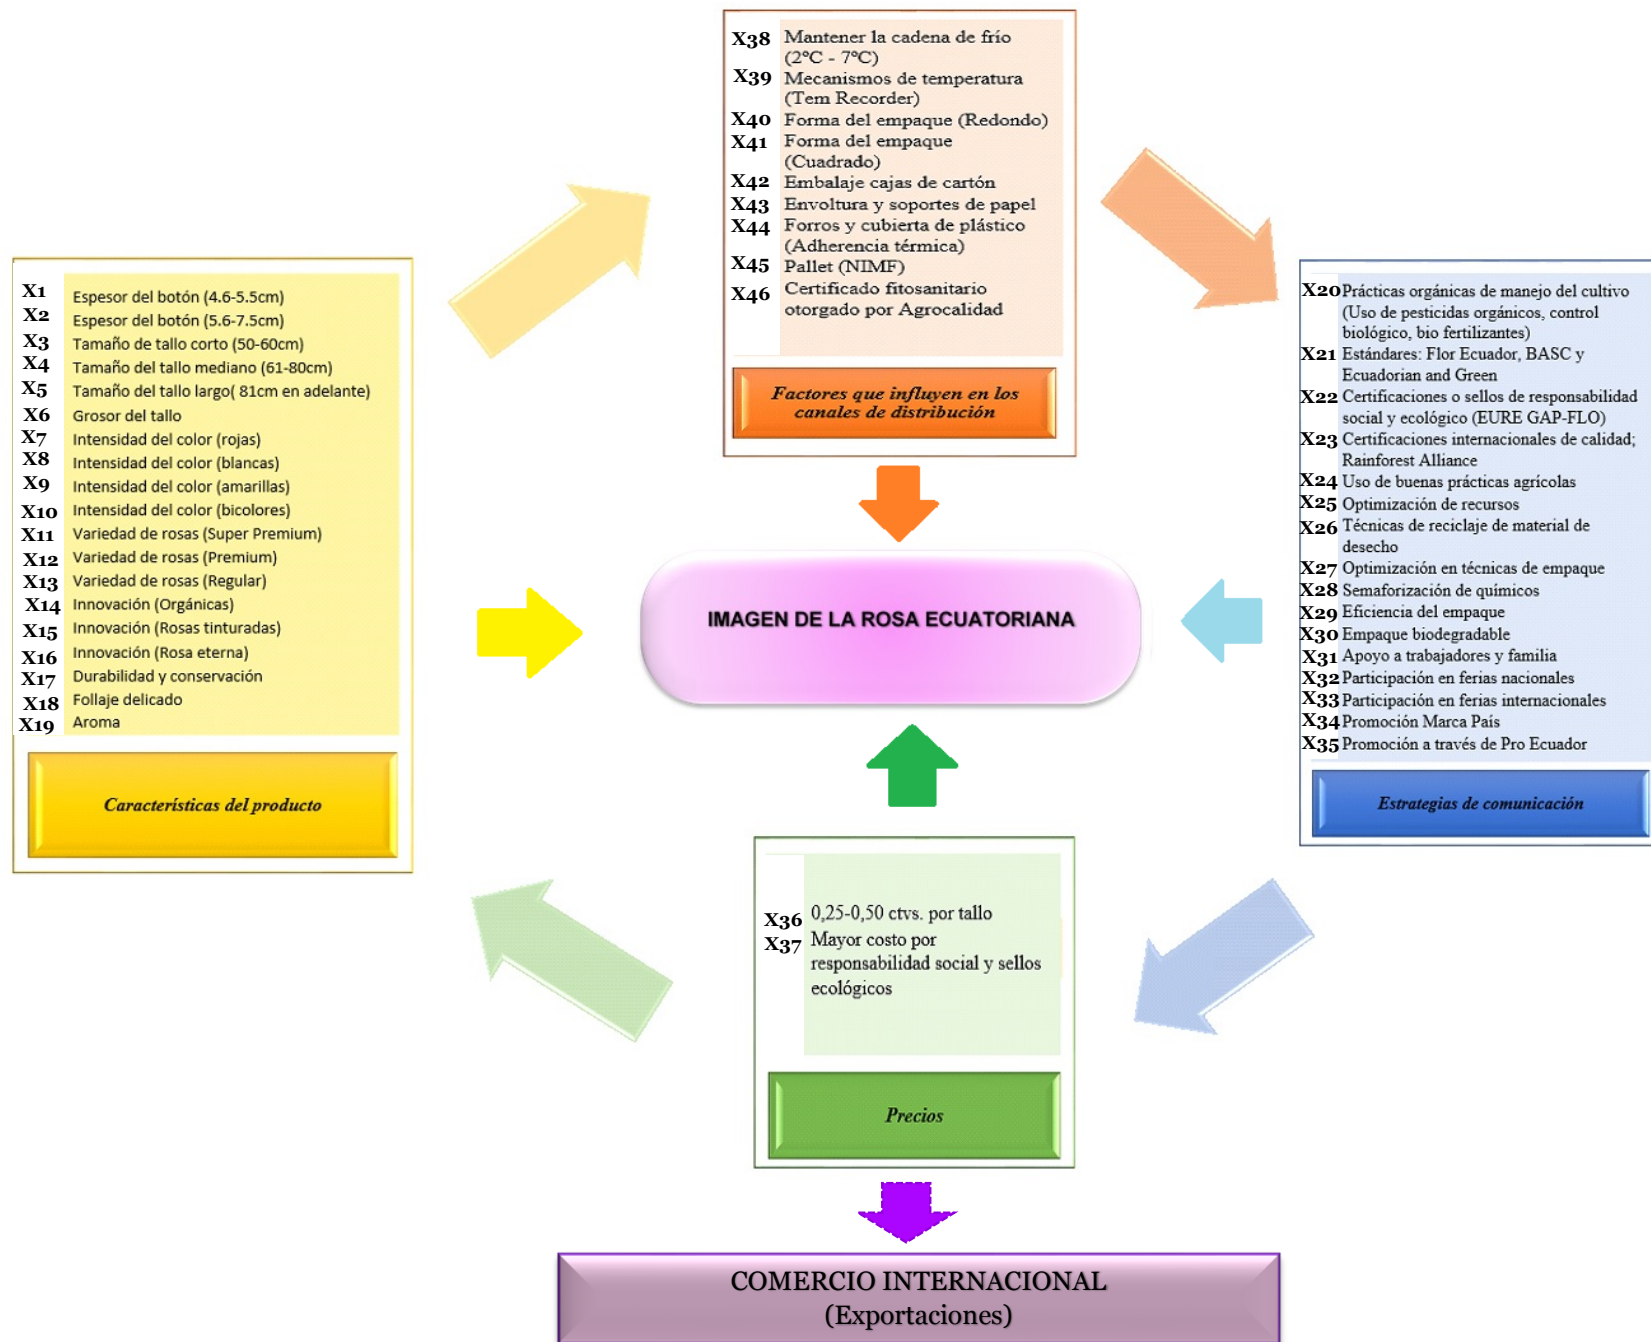 X38 Mantener la cadena de frío
(2ºC - 7ºC)
X39 Mecanismos de temperatura
(Tem Recorder)
X40 Forma del empaque (Redondo)
X41 Forma del empaque
(Cuadrado)
X42 Embalaje cajas de cartón
X43 Envoltura y soportes de papel
X44 Forros y cubierta de plástico
(Adherencia térmica)
X45 Pallet (NIMF)
X46 Certificado fitosanitario
otorgado por Agrocalidad
Factores que influyen en los
canales de distribución
X1 Espesor del botón (4.6-5.5cm)
X2 Espesor del botón (5.6-7.5cm)
X3 Tamaño de tallo corto (50-60cm)
X4 Tamaño del tallo mediano (61-80cm)
X5 Tamaño del tallo largo( 81cm en adelante)
X6 Grosor del tallo
X7 Intensidad del color (rojas)
X8 Intensidad del color (blancas)
X9 Intensidad del color (amarillas)
X10 Intensidad del color (bicolores)
X11 Variedad de rosas (Super Premium)
X12 Variedad de rosas (Premium)
X13 Variedad de rosas (Regular)
X14 Innovación (Orgánicas)
X15 Innovación (Rosas tinturadas)
X16 Innovación (Rosa eterna)
X17 Durabilidad y conservación
X18 Follaje delicado
X19 Aroma
Características del producto
IMAGEN DE LA ROSA ECUATORIANA
X20 Prácticas orgánicas de manejo del cultivo
(Uso de pesticidas orgánicos, control
biológico, bio fertilizantes)
X21 Estándares: Flor Ecuador, BASC y
Ecuadorian and Green
X22 Certificaciones o sellos de responsabilidad
social y ecológico (EURE GAP-FLO)
X23 Certificaciones internacionales de calidad;
Rainforest Alliance
X24 Uso de buenas prácticas agrícolas
X25 Optimización de recursos
X26 Técnicas de reciclaje de material de
desecho
X27 Optimización en técnicas de empaque
X28 Semaforización de químicos
X29 Eficiencia del empaque
X30 Empaque biodegradable
X31 Apoyo a trabajadores y familia
X32 Participación en ferias nacionales
X33 Participación en ferias internacionales
X34 Promoción Marca País
X35 Promoción a través de Pro Ecuador
Estrategias de comunicación
X36 0,25-0,50 ctvs. por tallo
X37 Mayor costo por
responsabilidad social y sellos
ecológicos
Precios
COMERCIO INTERNACIONAL
(Exportaciones)